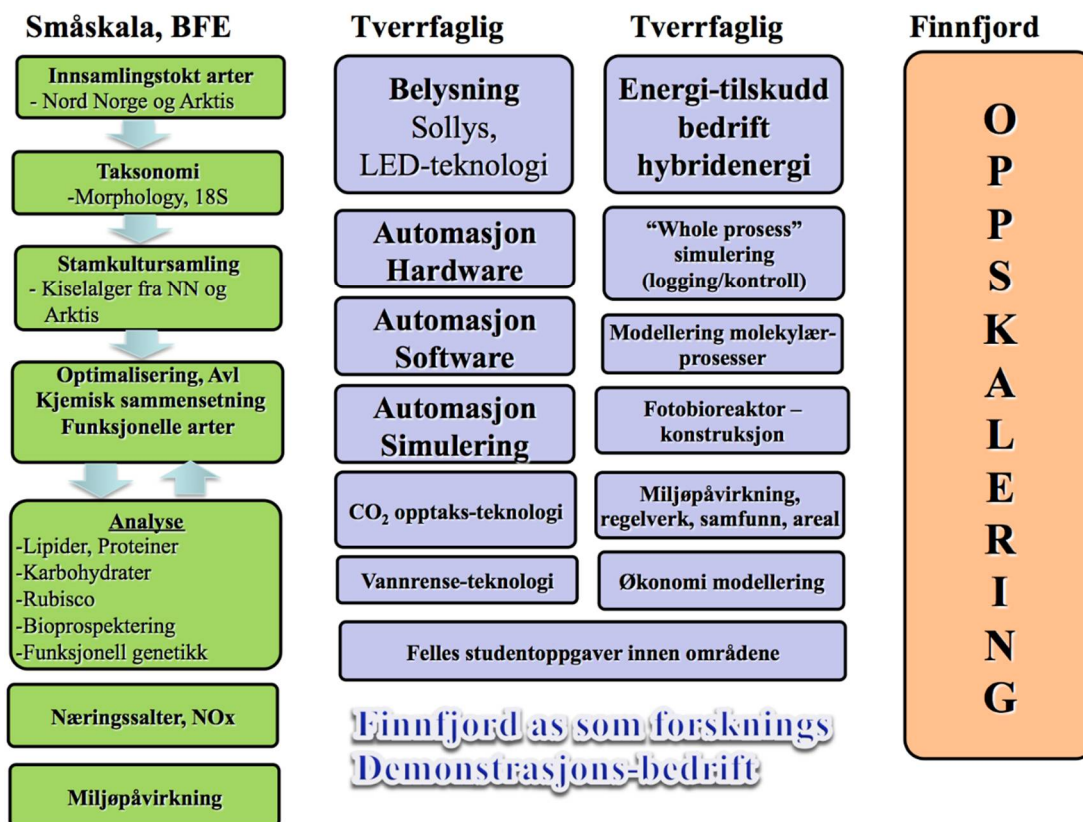 Småskala, BFE
Innsamlingstokt arter
- Nord Norge og Arktis
Taksonomi
-Morphology, 18S
Stamkultursamling
- Kiselalger fra NN og
Arktis
Optimalisering, Avl
Kjemisk sammensetning
Funksjonelle arter
Analyse
-Lipider, Proteiner
-Karbohydrater
-Rubisco
-Bioprospektering
-Funksjonell genetikk
Næringssalter, NOx
Miljøpåvirkning
Tverrfaglig
Belysning
Sollys,
LED-teknologi
Automasjon
Hardware
Automasjon
Software
Automasjon
Simulering
CO₂ opptaks-teknologi
Vannrense-teknologi
Tverrfaglig
Energi-tilskudd
bedrift
hybridenergi
“Whole prosess”
simulering
(logging/kontroll)
Modellering molekylær-
prosesser
Fotobioreaktor –
konstruksjon
Miljøpåvirkning,
regelverk, samfunn, areal
Økonomi modellering
Felles studentoppgaver innen områdene
Finnfjord as som forsknings
Demonstrasjons-bedrift
Finnfjord
O
P
P
S
K
A
L
E
R
I
N
G